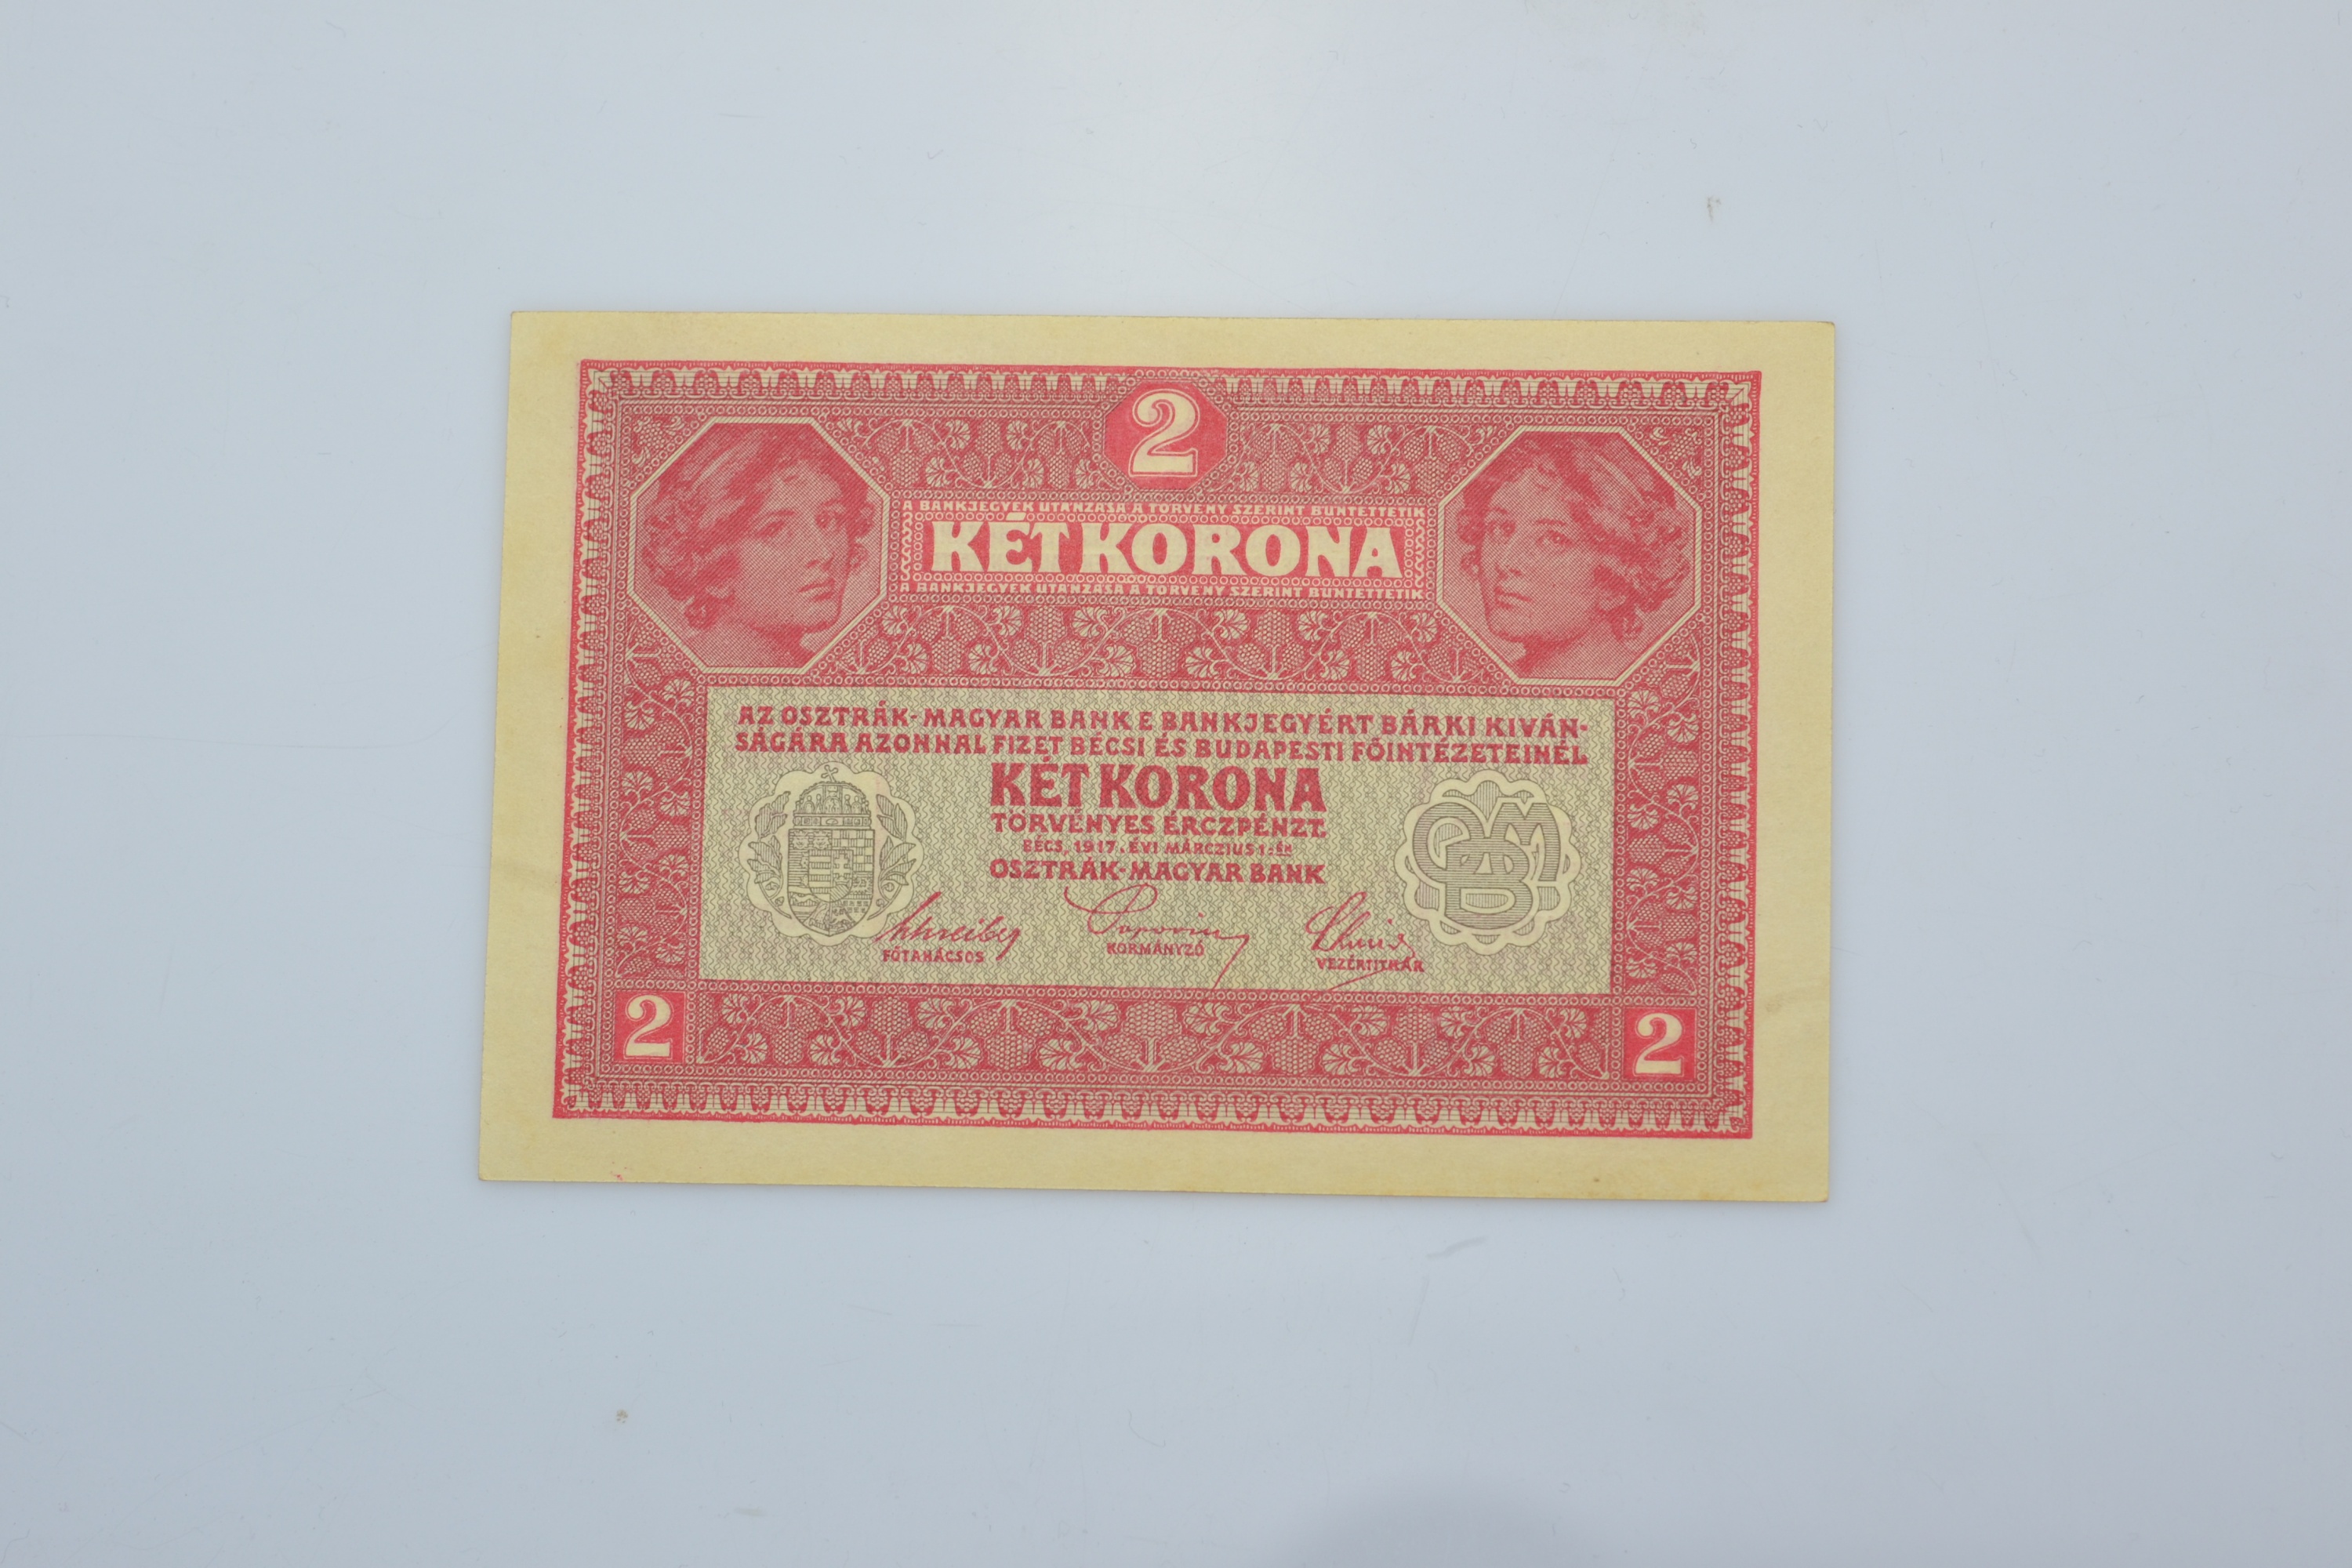 2
A BANKJEGYEK UTÁNZÁSA A TÖRVÉNY SZERINT BÜNTETTETIK
KÉT KORONA
A BANKJEGYEK UTÁNZÁSA A TÖRVÉNY SZERINT BÜNTETTETIK
AZ OSZTRÁK-MAGYAR BANK E BANKJEGYÉRT BÁRKI KIVÁN-
SÁGÁRA AZONNAL FIZET BÉCSI ÉS BUDAPESTI FŐINTÉZETEINÉL
KÉT KORONA
TÖRVÉNYES ÉRCZPÉNZT.
BÉCS, 1917. ÉVI MÁRCZIUS 1-ÉN
OSZTRÁK-MAGYAR BANK
FŐTANÁCSOS
KORMÁNYZÓ
VEZÉRTITKÁR
2
2